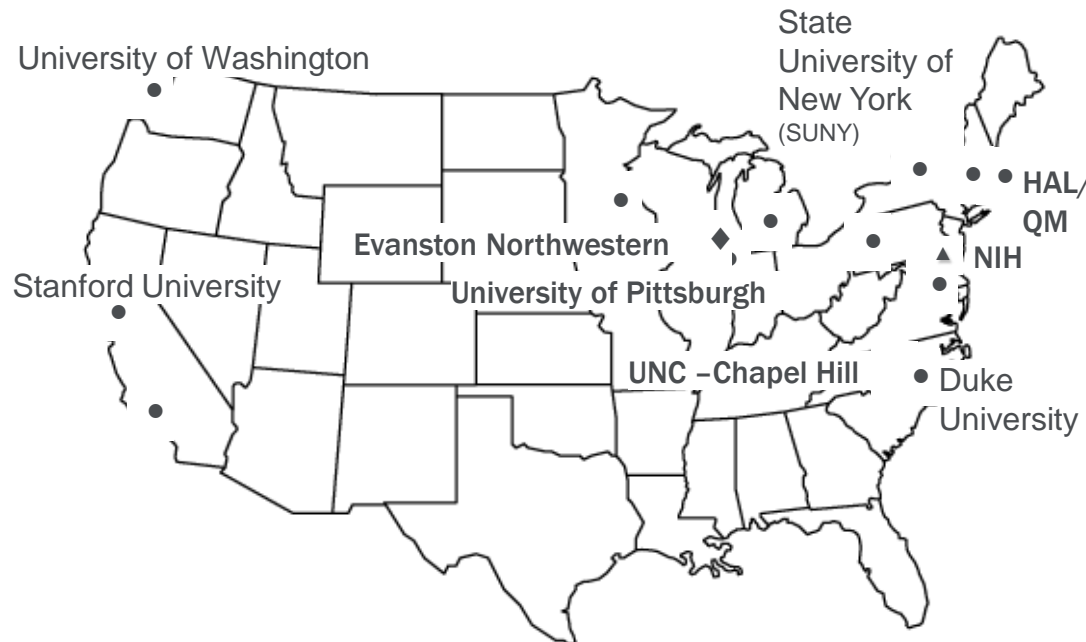 State
University of
New York
(SUNY)
University of Washington
HAL/
QM
Evanston Northwestern
NIH
Stanford University
University of Pittsburgh
UNC –Chapel Hill
Duke
University